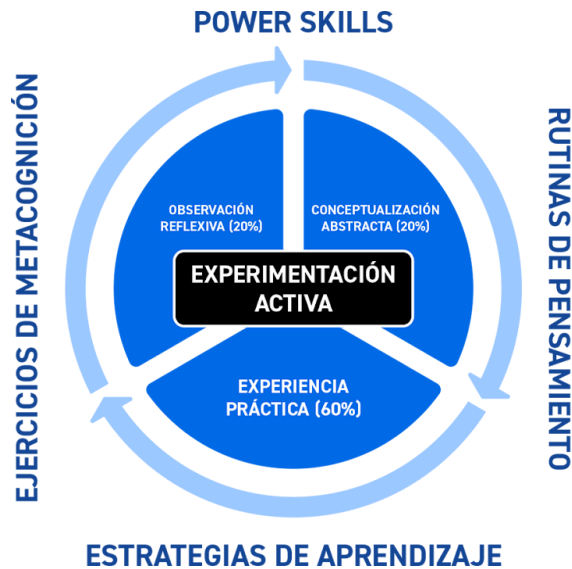 POWER SKILLS
EJERCICIOS DE METACOGNICIÓN
RUTINAS DE PENSAMIENTO
OBSERVACIÓN
REFLEXIVA (20%)
CONCEPTUALIZACIÓN
ABSTRACTA (20%)
EXPERIMENTACIÓN
ACTIVA
EXPERIENCIA
PRÁCTICA (60%)
ESTRATEGIAS DE APRENDIZAJE